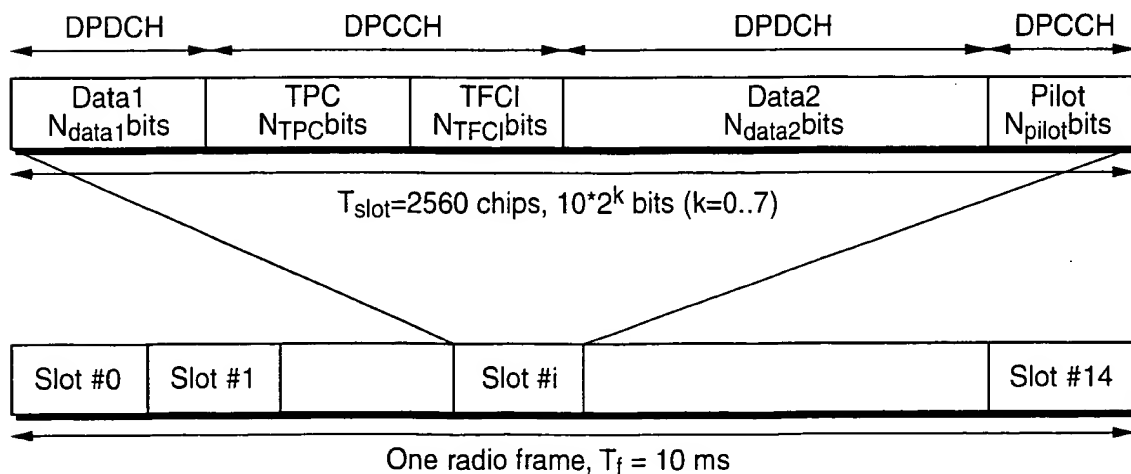 DPDCH DPCCH DPDCH DPCCH
Data1 TPC TFCI Data2 Pilot
N_data1 bits N_TPC bits N_TFCI bits N_data2 bits N_pilot bits
T_slot=2560 chips, 10*2^k bits (k=0..7)
Slot #0 Slot #1 Slot #i Slot #14
One radio frame, T_f = 10 ms